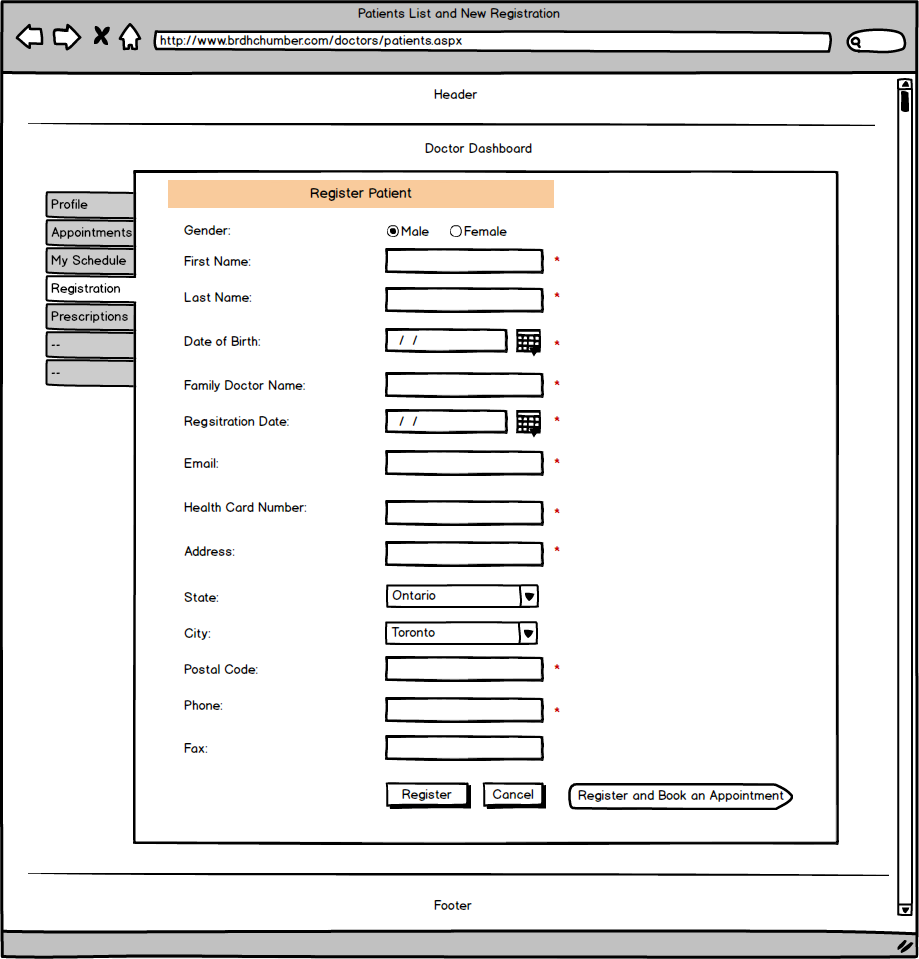 Patients List and New Registration
http://www.brdhchumber.com/doctors/patients.aspx
Header
Doctor Dashboard
Profile
Appointments
My Schedule
Registration
Prescriptions
--
--
Register Patient
Gender: Male Female
First Name: *
Last Name: *
Date of Birth: / / *
Family Doctor Name: *
Regsitration Date: / / *
Email: *
Health Card Number: *
Address: *
State: Ontario
City: Toronto
Postal Code: *
Phone: *
Fax:
Register Cancel Register and Book an Appointment
Footer